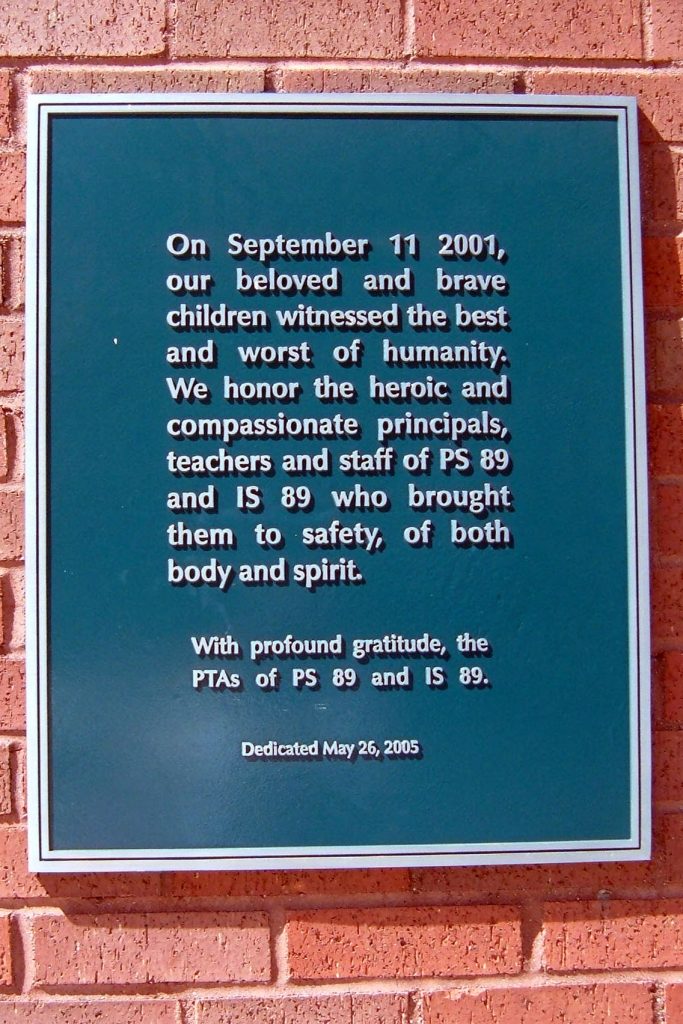 On September 11 2001,
our beloved and brave
children witnessed the best
and worst of humanity.
We honor the heroic and
compassionate principals,
teachers and staff of PS 89
and IS 89 who brought
them to safety, of both
body and spirit.
With profound gratitude, the
PTAs of PS 89 and IS 89.
Dedicated May 26, 2005